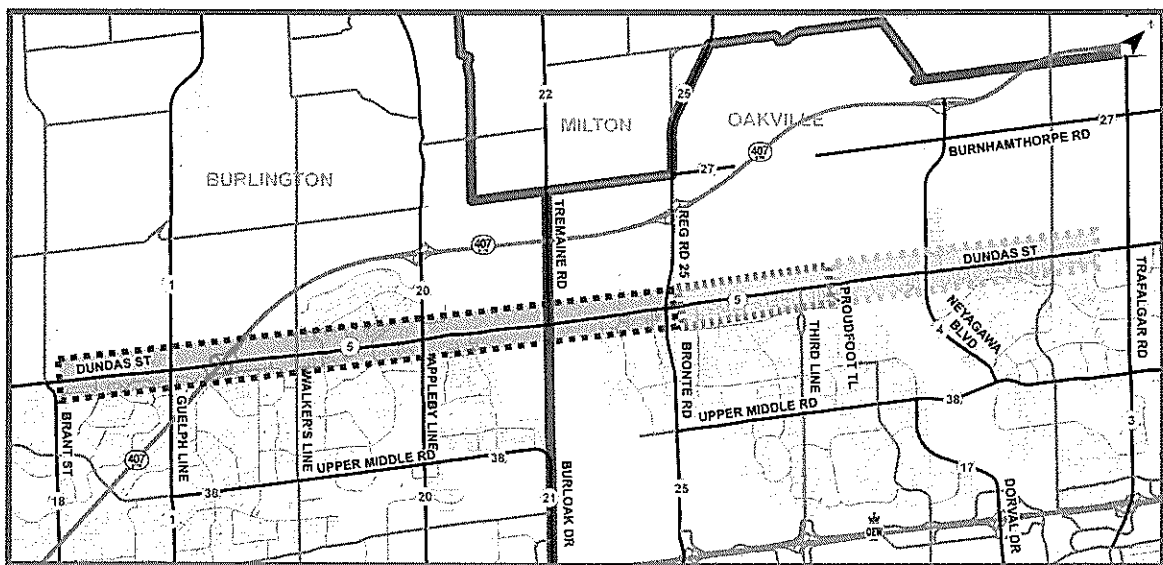 22
25
MILTON
OAKVILLE
27
407
BURNHAMTHORPE RD
BURLINGTON
27
TREMAINE RD
REG RD 25
407
20
1
DUNDAS ST
5
5
DUNDAS ST
PROUDFOOT TL
NEYAGAWA
BLVD
4
TRAFALGAR RD
BRANT ST
GUELPH LINE
WALKER'S LINE
APPLEBY LINE
BRONTE RD
THIRD LINE
UPPER MIDDLE RD
38
407
UPPER MIDDLE RD
38
38
18
1
20
21
BURLOAK DR
25
17
DORVAL DR
3
QEW